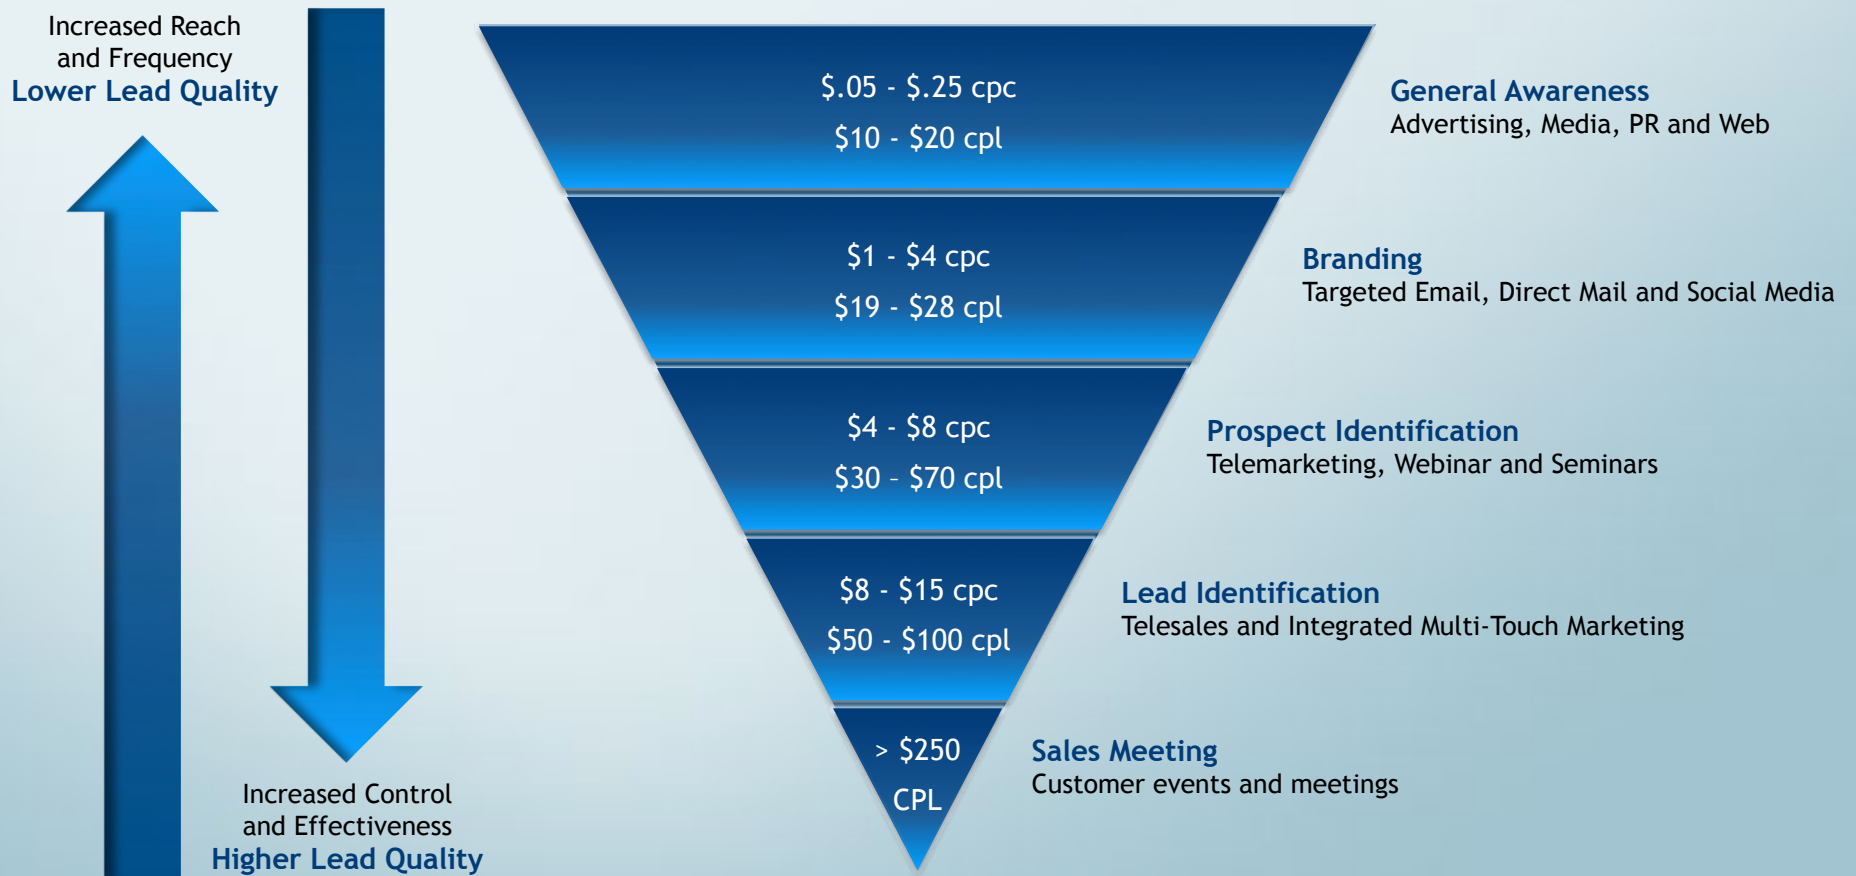 Increased Reach
and Frequency
Lower Lead Quality
$.05 - $.25 cpc
$10 - $20 cpl
General Awareness
Advertising, Media, PR and Web
$1 - $4 cpc
$19 - $28 cpl
Branding
Targeted Email, Direct Mail and Social Media
$4 - $8 cpc
$30 – $70 cpl
Prospect Identification
Telemarketing, Webinar and Seminars
$8 - $15 cpc
$50 - $100 cpl
Lead Identification
Telesales and Integrated Multi-Touch Marketing
> $250
CPL
Sales Meeting
Customer events and meetings
Increased Control
and Effectiveness
Higher Lead Quality